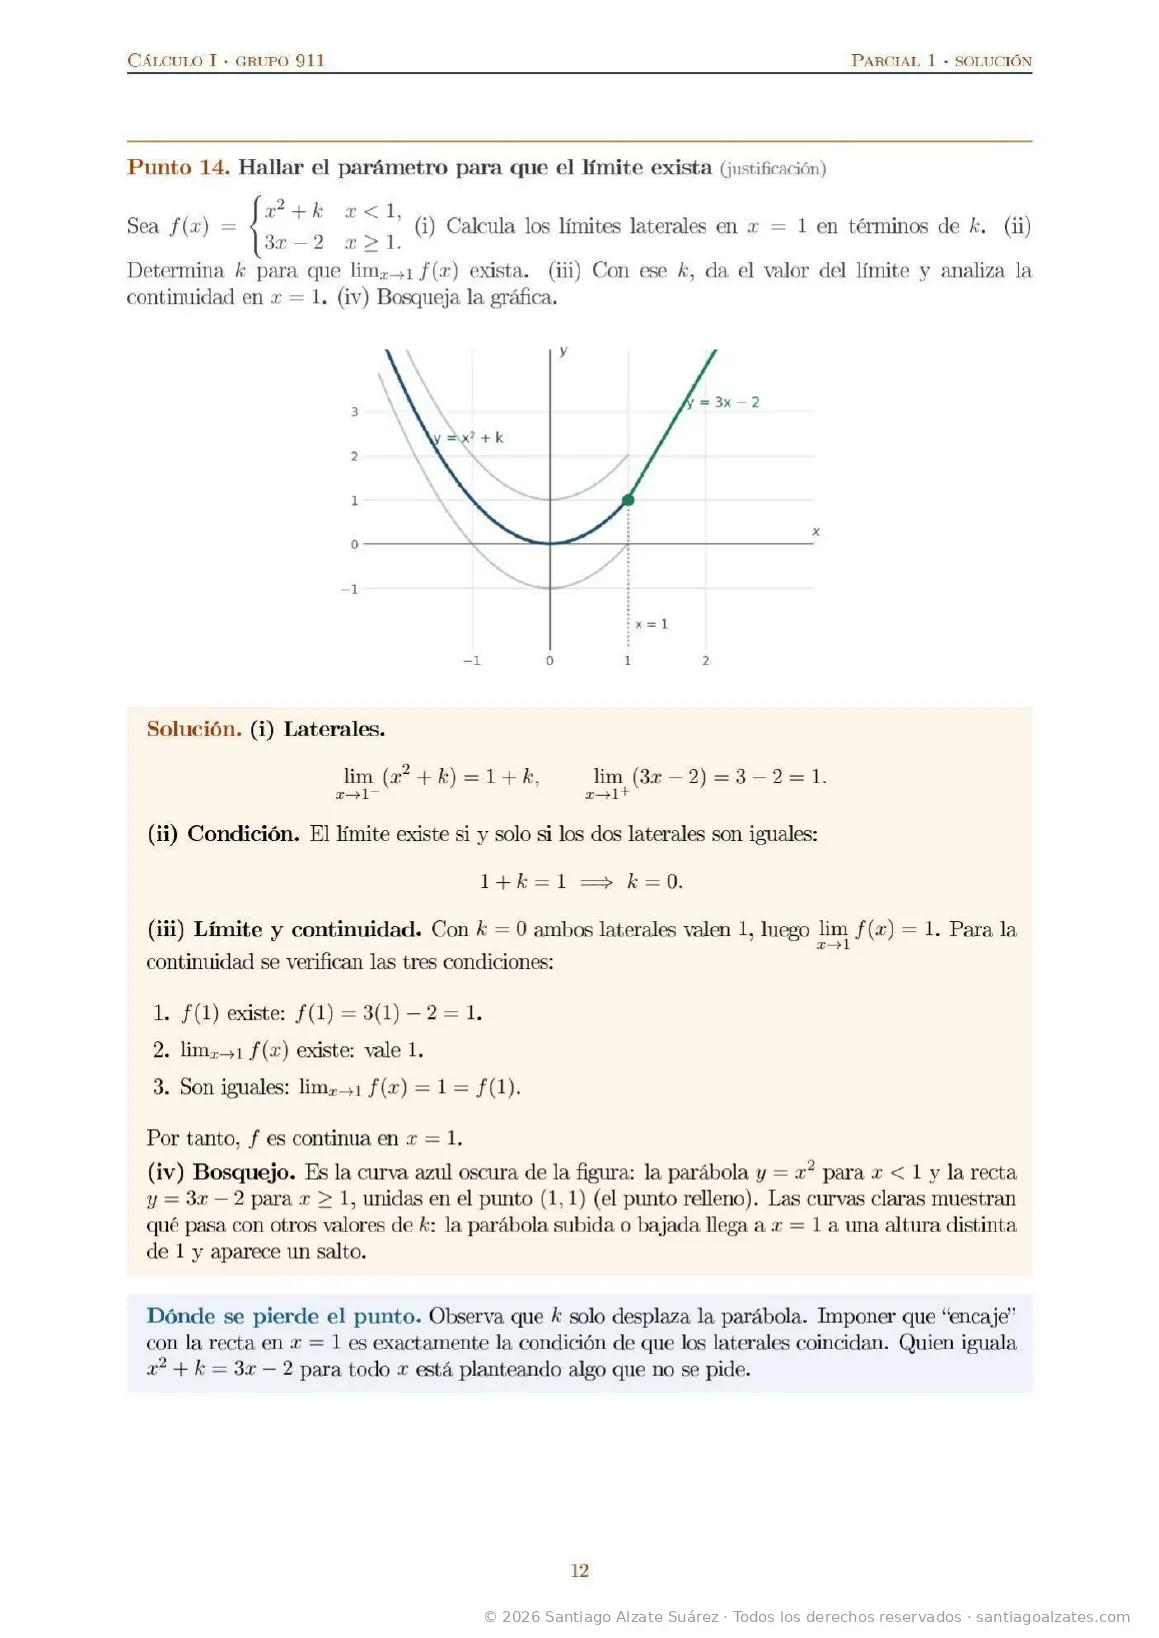 Cálculo I · grupo 911 Parcial 1 · solución
Punto 14. Hallar el parámetro para que el límite exista (justificación)
Sea f(x) = { x² + k x < 1, 3x − 2 x ≥ 1. (i) Calcula los límites laterales en x = 1 en términos de k. (ii)
Determina k para que lim_{x→1} f(x) exista. (iii) Con ese k, da el valor del límite y analiza la
continuidad en x = 1. (iv) Bosqueja la gráfica.
y
y = 3x − 2
3
y = x² + k
2
1
x
0
−1
x = 1
−1 0 1 2
Solución. (i) Laterales.
lim_{x→1⁻} (x² + k) = 1 + k, lim_{x→1⁺} (3x − 2) = 3 − 2 = 1.
(ii) Condición. El límite existe si y solo si los dos laterales son iguales:
1 + k = 1 ⟹ k = 0.
(iii) Límite y continuidad. Con k = 0 ambos laterales valen 1, luego lim_{x→1} f(x) = 1. Para la
continuidad se verifican las tres condiciones:
1. f(1) existe: f(1) = 3(1) − 2 = 1.
2. lim_{x→1} f(x) existe: vale 1.
3. Son iguales: lim_{x→1} f(x) = 1 = f(1).
Por tanto, f es continua en x = 1.
(iv) Bosquejo. Es la curva azul oscura de la figura: la parábola y = x² para x < 1 y la recta
y = 3x − 2 para x ≥ 1, unidas en el punto (1, 1) (el punto relleno). Las curvas claras muestran
qué pasa con otros valores de k: la parábola subida o bajada llega a x = 1 a una altura distinta
de 1 y aparece un salto.
Dónde se pierde el punto. Observa que k solo desplaza la parábola. Imponer que “encaje”
con la recta en x = 1 es exactamente la condición de que los laterales coincidan. Quien iguala
x² + k = 3x − 2 para todo x está planteando algo que no se pide.
12
© 2026 Santiago Alzate Suárez · Todos los derechos reservados · santiagoalzates.com